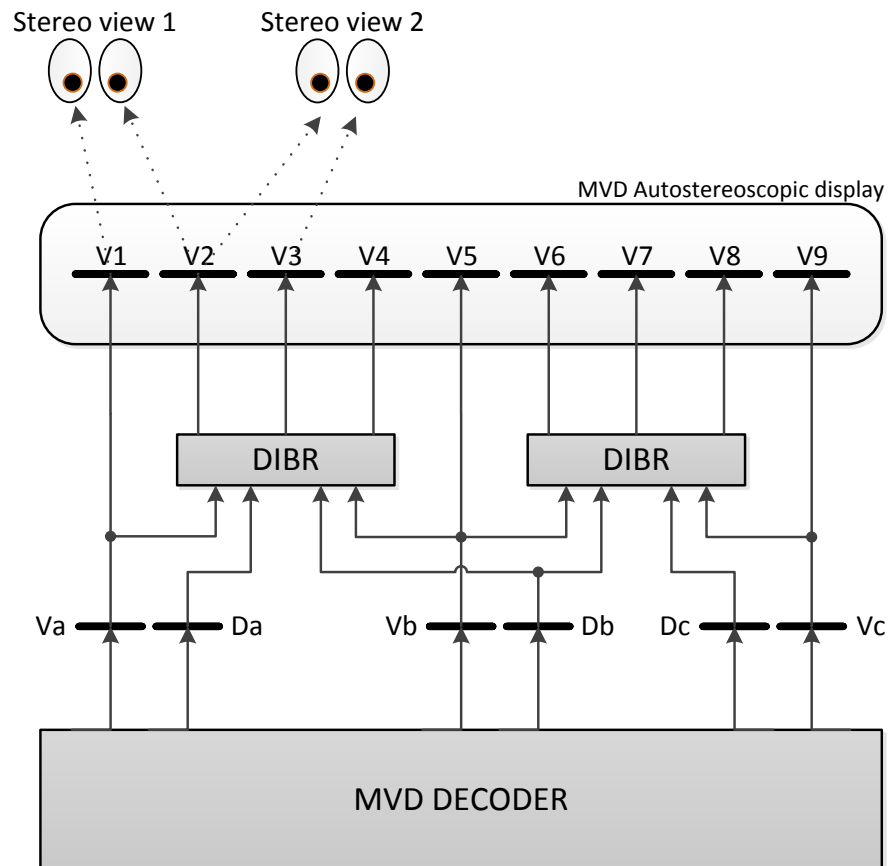 Stereo view 1 Stereo view 2
MVD Autostereoscopic display
V1 V2 V3 V4 V5 V6 V7 V8 V9
DIBR DIBR
Va Da Vb Db Dc Vc
MVD DECODER